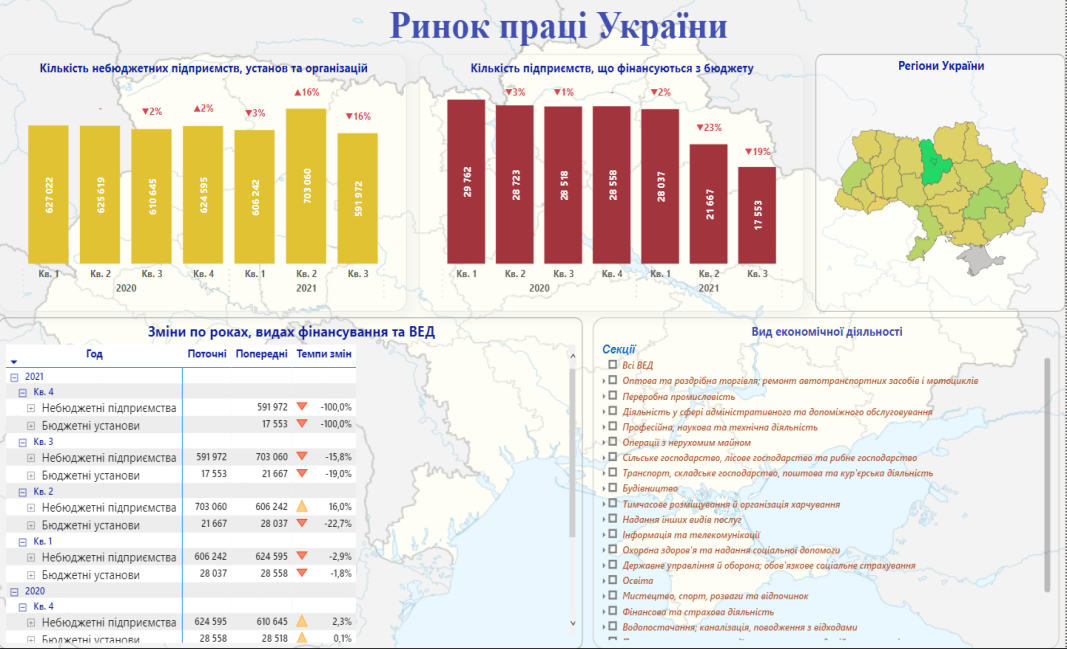 Ринок праці України
Кількість небюджетних підприємств, установ та організацій
-
▼2%
▲2%
▼3%
▲16%
▼16%
627 022
625 619
610 645
624 595
606 242
703 060
591 972
Кв. 1 Кв. 2 Кв. 3 Кв. 4 Кв. 1 Кв. 2 Кв. 3
2020 2021
Кількість підприємств, що фінансуються з бюджету
▼3%
▼1%
-
▼2%
▼23%
▼19%
29 762
28 723
28 518
28 558
28 037
21 667
17 553
Кв. 1 Кв. 2 Кв. 3 Кв. 4 Кв. 1 Кв. 2 Кв. 3
2020 2021
Регіони України
Зміни по роках, видах фінансування та ВЕД
Год Поточні Попередні Темпи змін
2021
Кв. 4
Небюджетні підприємства 591 972 -100,0%
Бюджетні установи 17 553 -100,0%
Кв. 3
Небюджетні підприємства 591 972 703 060 -15,8%
Бюджетні установи 17 553 21 667 -19,0%
Кв. 2
Небюджетні підприємства 703 060 606 242 16,0%
Бюджетні установи 21 667 28 037 -22,7%
Кв. 1
Небюджетні підприємства 606 242 624 595 -2,9%
Бюджетні установи 28 037 28 558 -1,8%
2020
Кв. 4
Небюджетні підприємства 624 595 610 645 2,3%
Бюджетні установи 28 558 28 518 0,1%
Вид економічної діяльності
Секції
Всі ВЕД
Оптова та роздрібна торгівля; ремонт автотранспортних засобів і мотоциклів
Переробна промисловість
Діяльність у сфері адміністративного та допоміжного обслуговування
Професійна, наукова та технічна діяльність
Операції з нерухомим майном
Сільське господарство, лісове господарство та рибне господарство
Транспорт, складське господарство, поштова та кур'єрська діяльність
Будівництво
Тимчасове розміщування й організація харчування
Надання інших видів послуг
Інформація та телекомунікації
Охорона здоров'я та надання соціальної допомоги
Державне управління й оборона; обов'язкове соціальне страхування
Освіта
Мистецтво, спорт, розваги та відпочинок
Фінансова та страхова діяльність
Водопостачання; каналізація, поводження з відходами